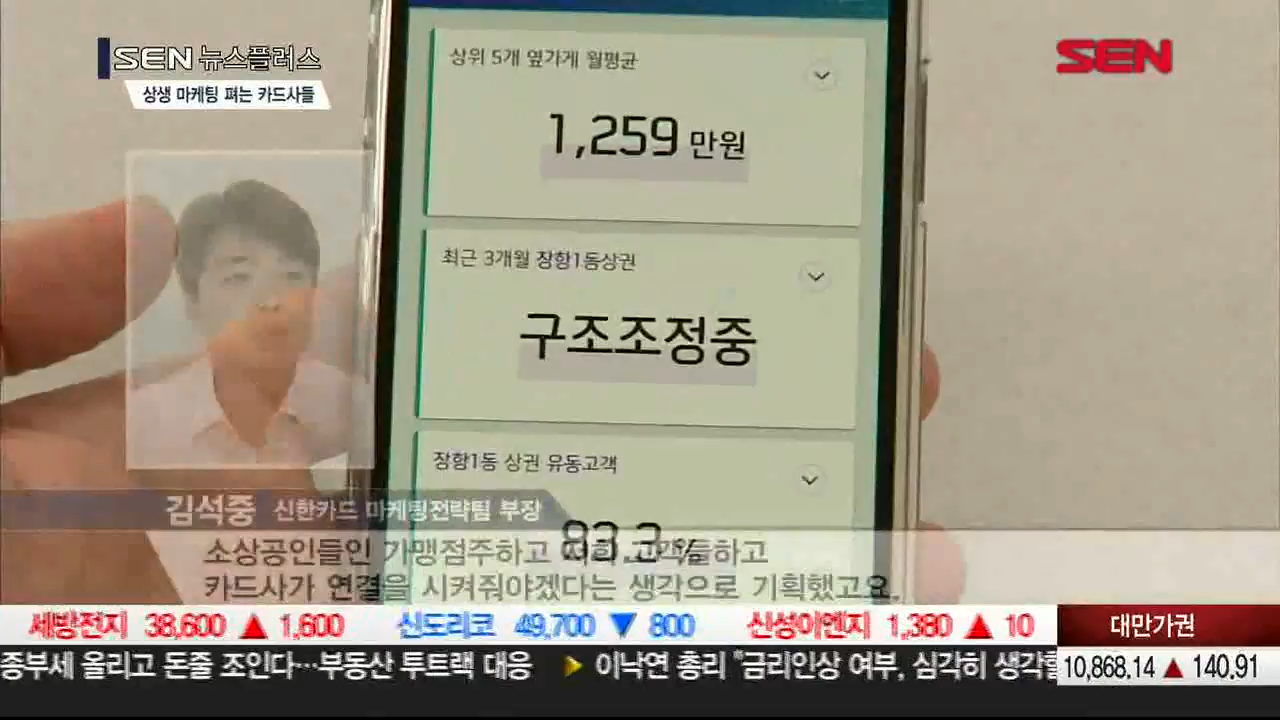 SEN 뉴스플러스
SEN
상생 마케팅 펴는 카드사들
상위 5개 옆가게 월평균
1,259 만원
최근 3개월 장항1동상권
구조조정중
장항1동 상권 유동고객
83.3 %
김석중 신한카드 마케팅전략팀 부장
소상공인들인 가맹점주하고 저희 고객들하고
카드사가 연결을 시켜줘야겠다는 생각으로 기획했고요.
세방전지 38,600 ▲ 1,600 신도리코 49,700 ▼ 800 신성이엔지 1,380 ▲ 10
대만가권
종부세 올리고 돈줄 조인다…부동산 투트랙 대응 ▶ 이낙연 총리 "금리인상 여부, 심각히 생각할
10,868.14 ▲ 140.91